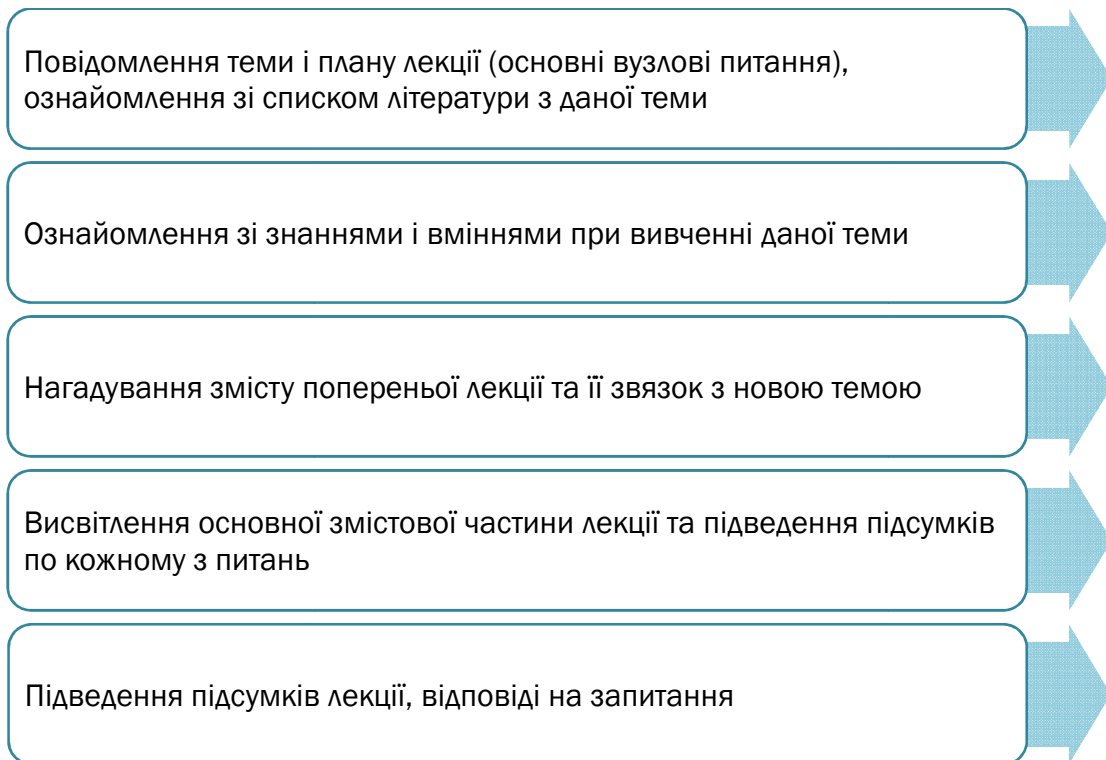 Повідомлення теми і плану лекції (основні вузлові питання),
ознайомлення зі списком літератури з даної теми
Ознайомлення зі знаннями і вміннями при вивченні даної теми
Нагадування змісту попереньої лекції та її звязок з новою темою
Висвітлення основної змістової частини лекції та підведення підсумків
по кожному з питань
Підведення підсумків лекції, відповіді на запитання